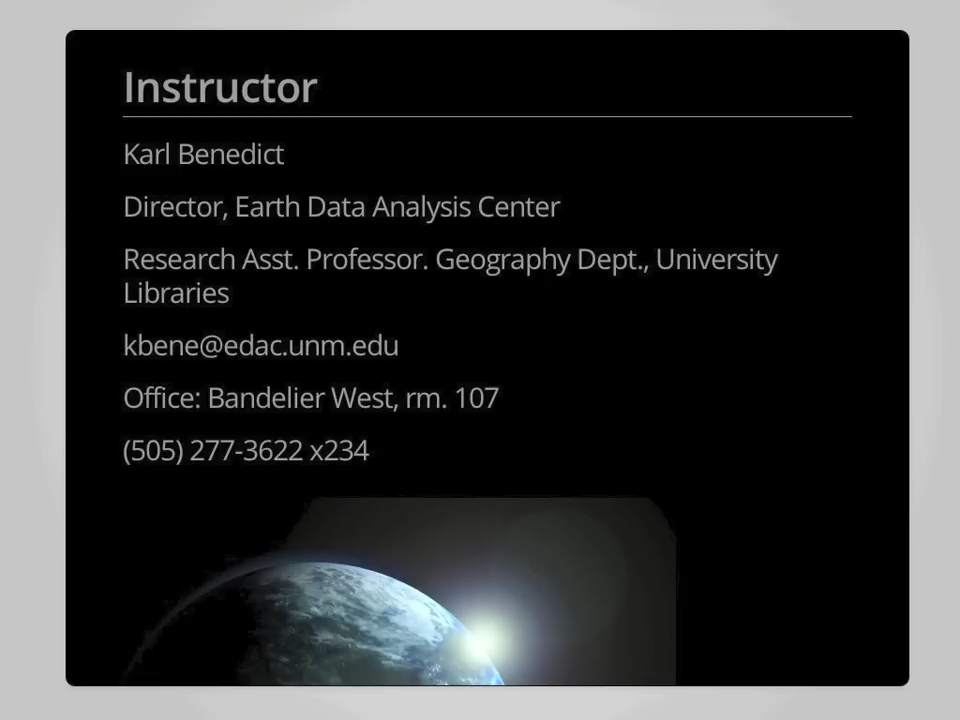 Instructor
Karl Benedict
Director, Earth Data Analysis Center
Research Asst. Professor. Geography Dept., University
Libraries
kbene@edac.unm.edu
Office: Bandelier West, rm. 107
(505) 277-3622 x234